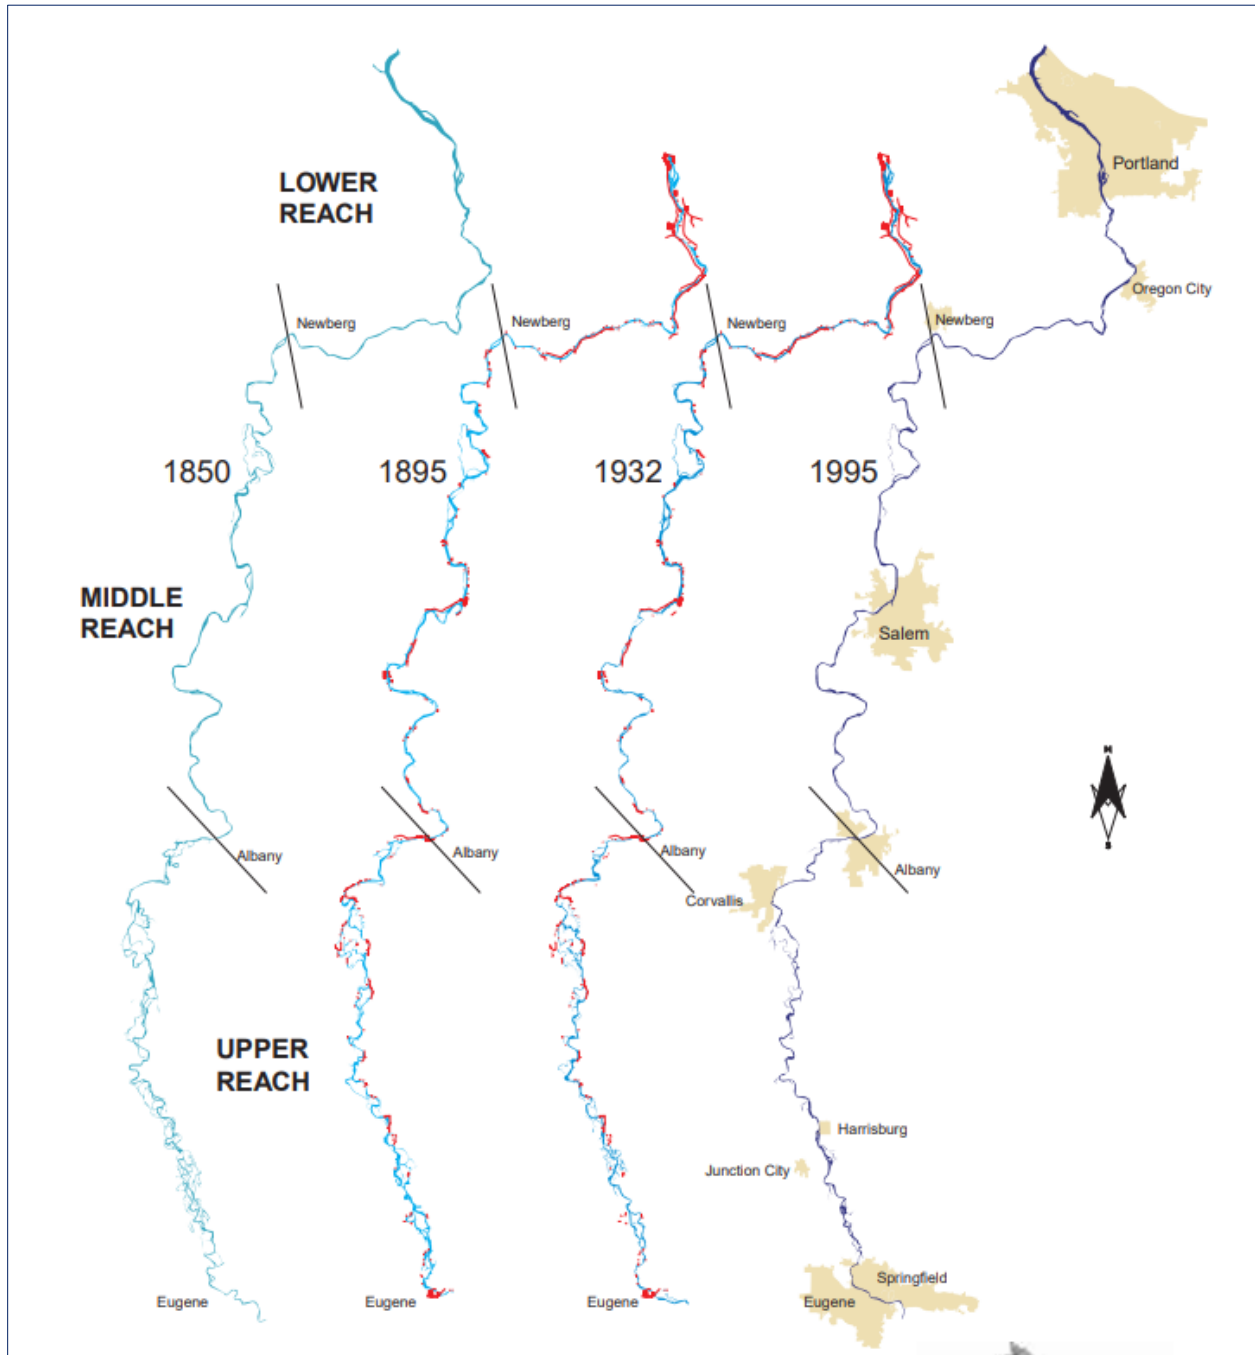 Portland
LOWER
REACH
Oregon City
Newberg
Newberg
Newberg
Newberg
1850
1895
1932
1995
MIDDLE
REACH
Salem
N
S
Albany
Albany
Albany
Albany
Corvallis
UPPER
REACH
Harrisburg
Junction City
Springfield
Eugene
Eugene
Eugene
Eugene